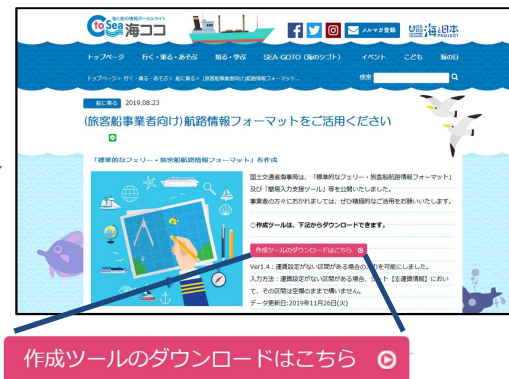 海と船の情報ポータルサイト
C to Sea 海ココ
メルマガ登録
海と日本
PROJECT
トップページ 行く・乗る・あそぶ 知る・学ぶ SEA-GOTO (海のシゴト) イベント こども 海の日
トップページ> 行く・乗る・あそぶ> 船に乗る> (旅客船事業者向け)航路情報フォーマット...
検索
船に乗る 2019.08.23
(旅客船事業者向け)航路情報フォーマットをご活用ください
「標準的なフェリー・旅客船航路情報フォーマット」を作成
国土交通省海事局は、「標準的なフェリー・旅客船航路情報フォーマット」
及び「簡易入力支援ツール」等を公開いたしました。
事業者の方々におかれましては、ぜひ積極的なご活用をお願いいたします。
○作成ツールは、下記からダウンロードできます。
作成ツールのダウンロードはこちら
Ver1.4：運賃設定がない区間がある場合の入力を可能にしました。
入力方法：運賃設定がない区間がある場合、シート【⑥運賃情報】におい
て、その区間は空欄のままで構いません。
データ更新日:2019年11月26日(火)
作成ツールのダウンロードはこちら